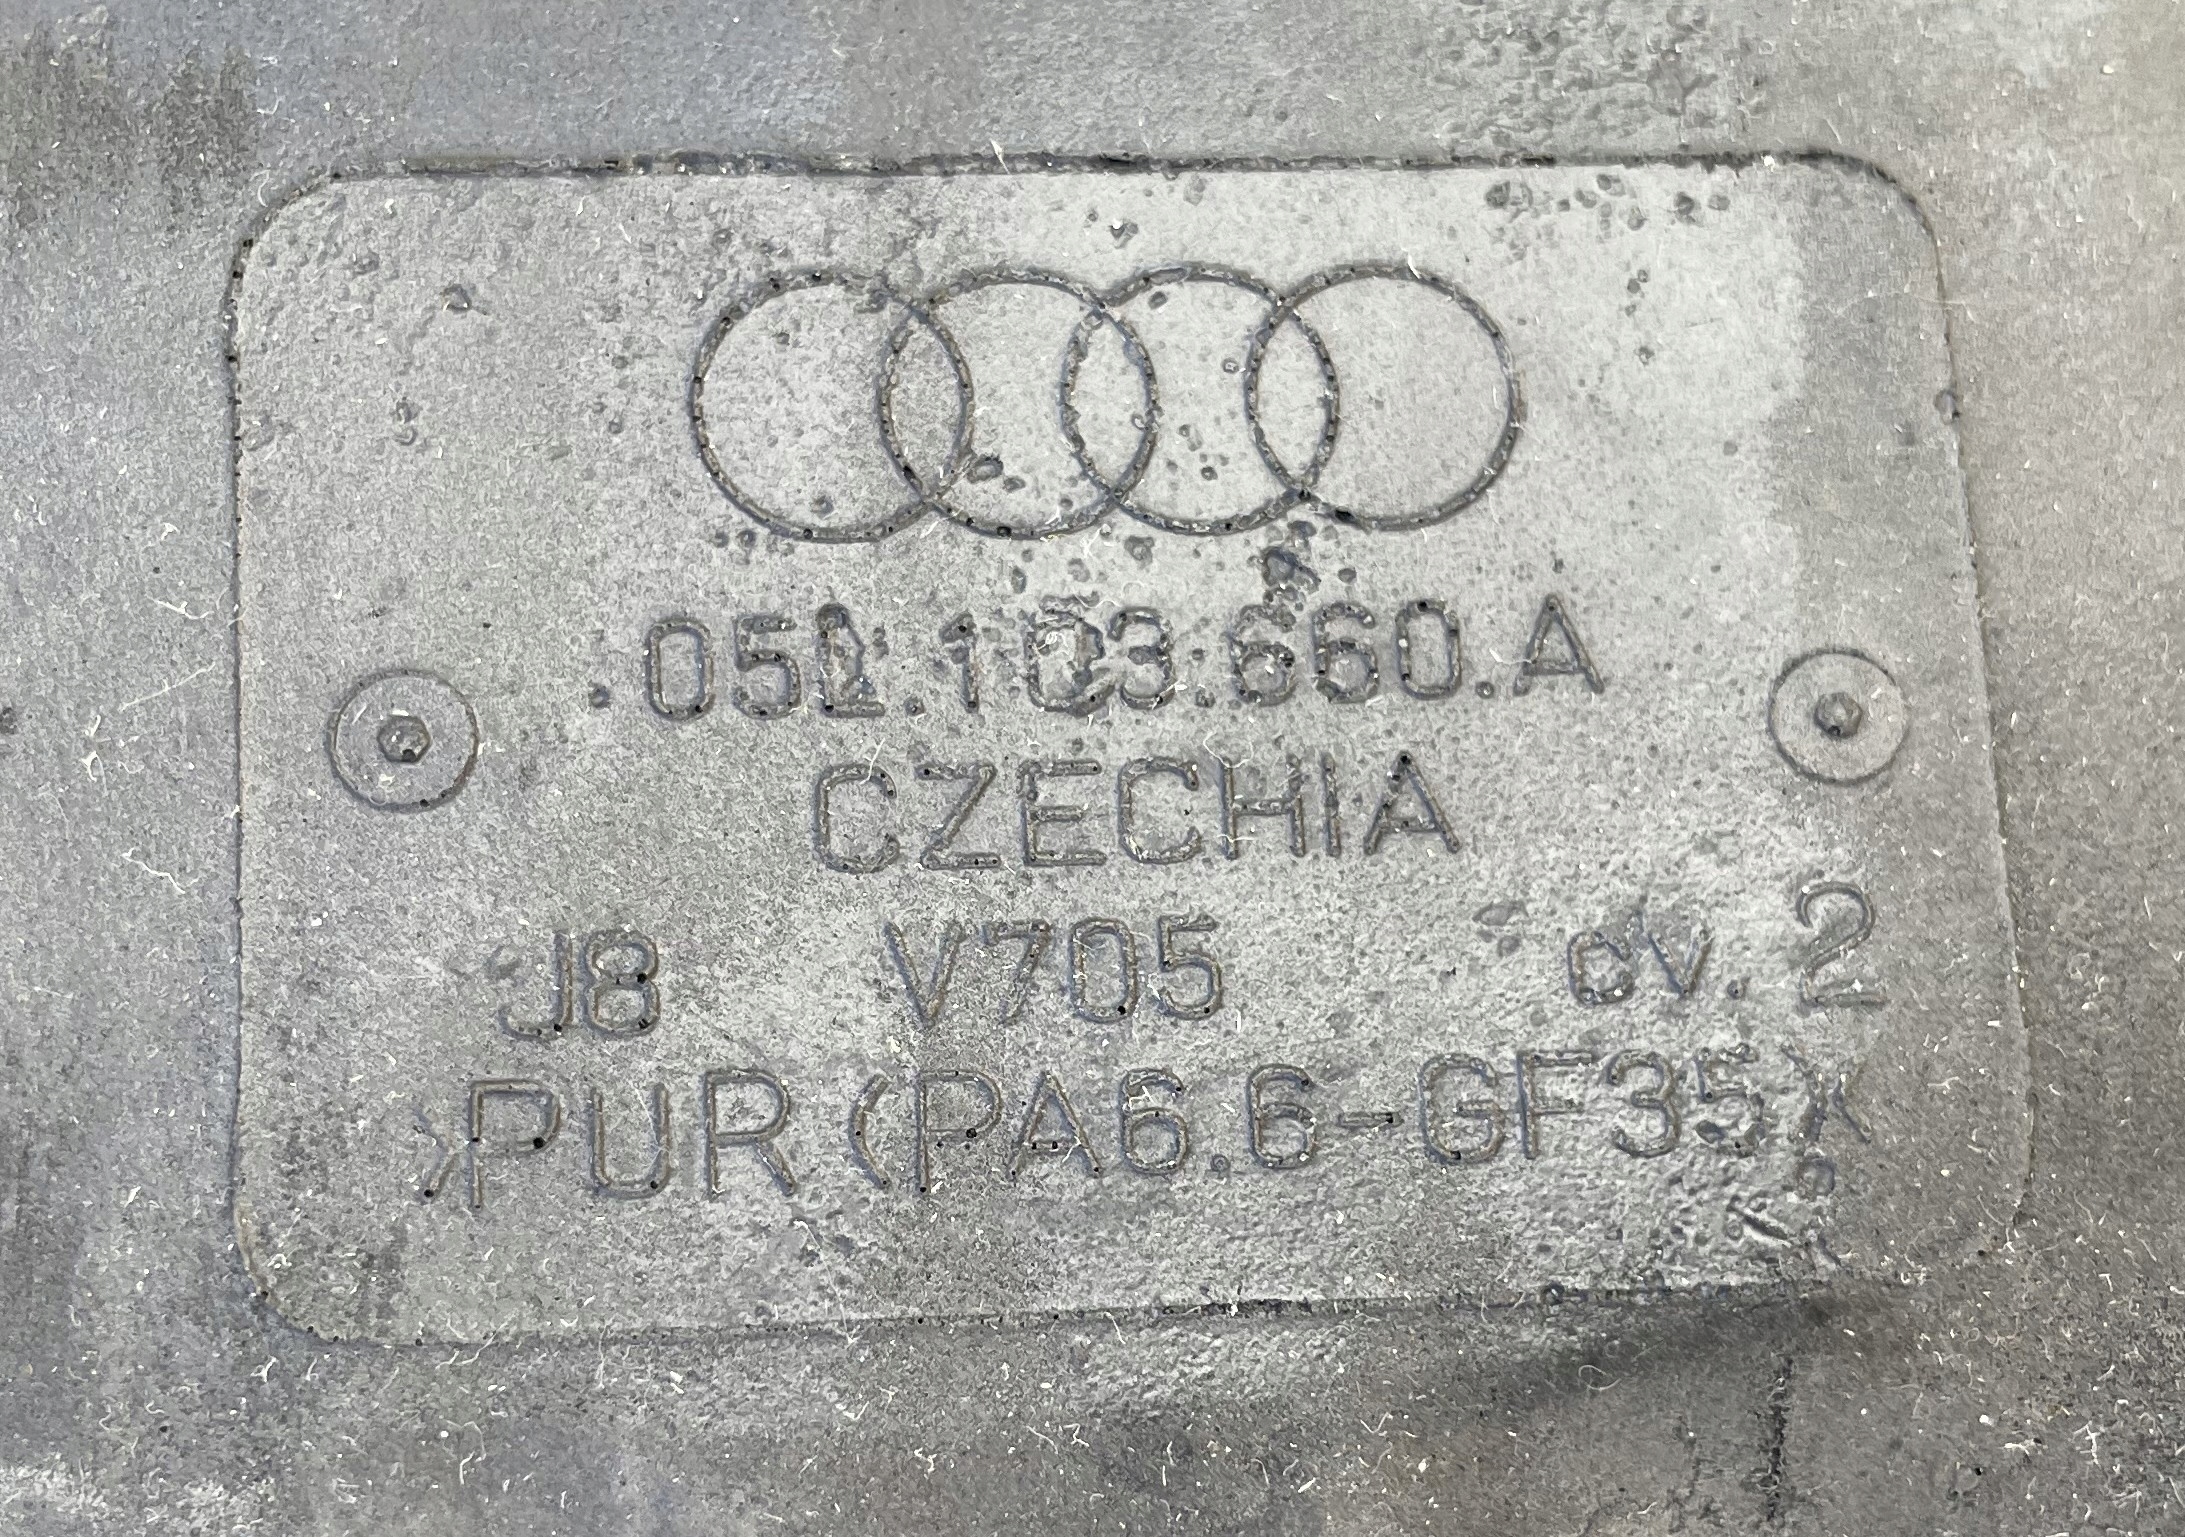 05L.103.660.A
CZECHIA
J8 V705 cv. 2
>PUR(PA6.6-GF35)<